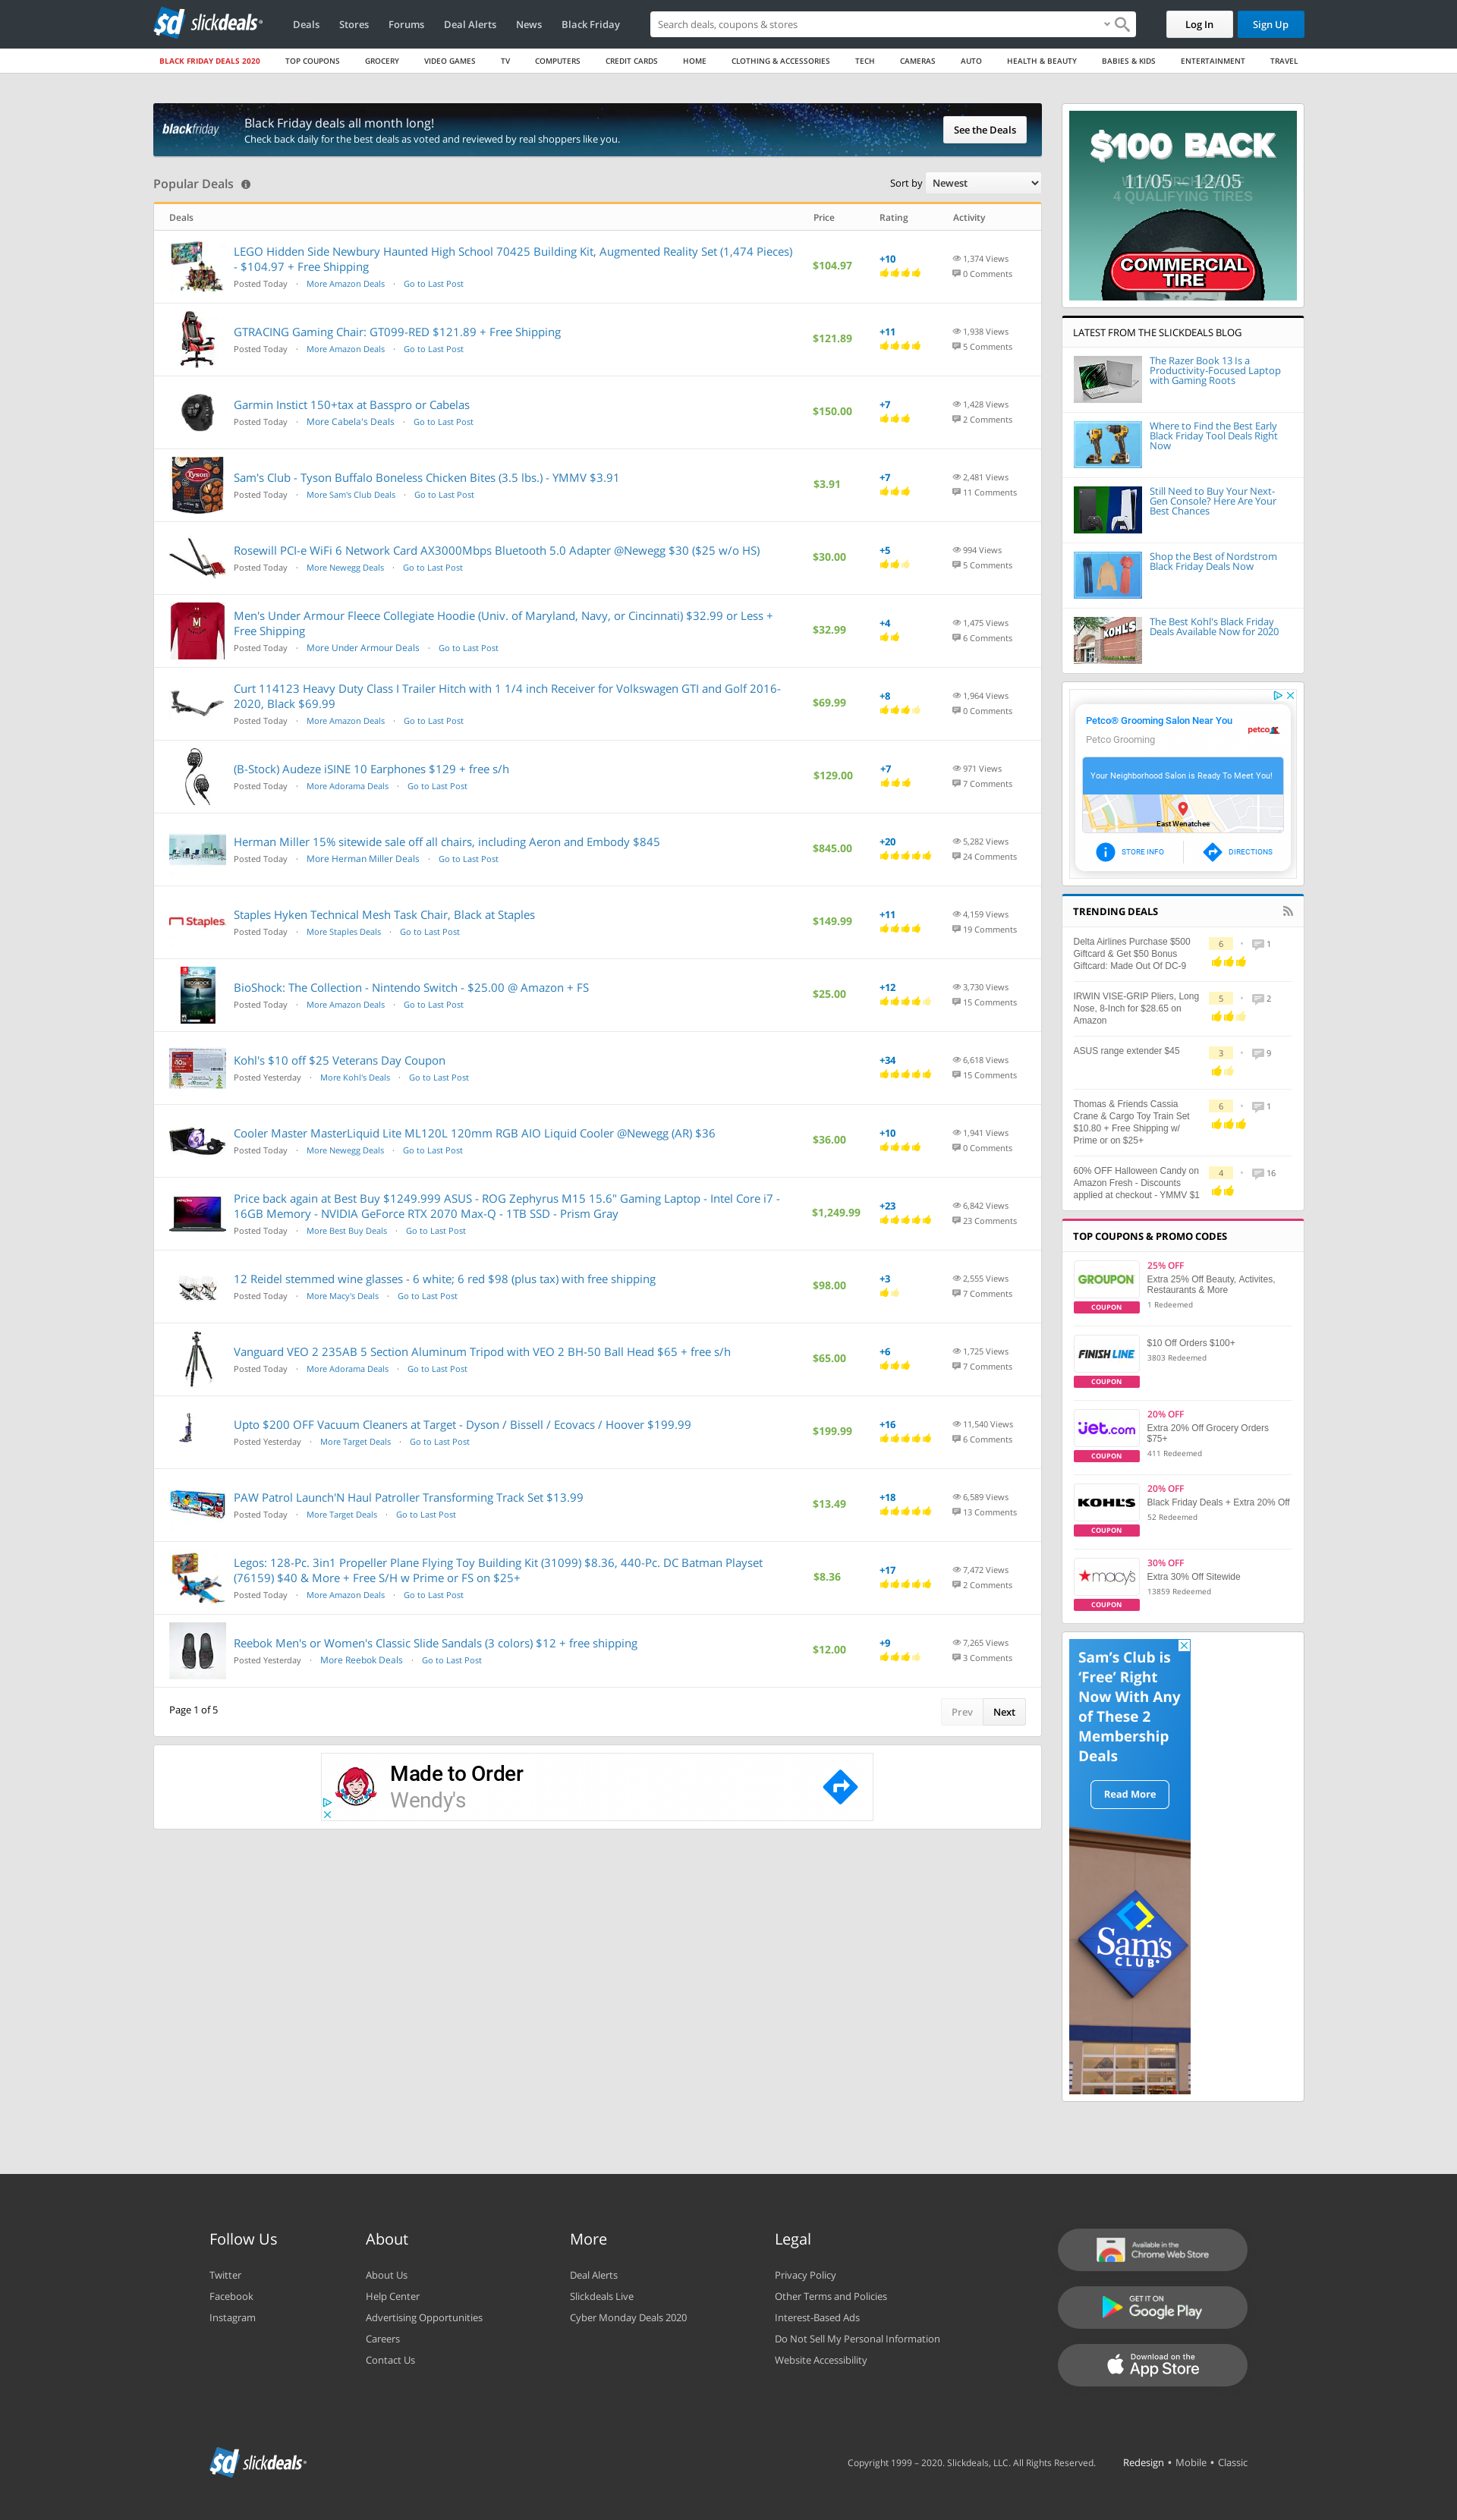 slickdeals
Deals
Stores
Forums
Deal Alerts
News
Black Friday
Search deals, coupons & stores
Log In
Sign Up
BLACK FRIDAY DEALS 2020
TOP COUPONS
GROCERY
VIDEO GAMES
TV
COMPUTERS
CREDIT CARDS
HOME
CLOTHING & ACCESSORIES
TECH
CAMERAS
AUTO
HEALTH & BEAUTY
BABIES & KIDS
ENTERTAINMENT
TRAVEL
blackfriday
Black Friday deals all month long!
Check back daily for the best deals as voted and reviewed by real shoppers like you.
See the Deals
Popular Deals
Sort by Newest
Deals Price Rating Activity
LEGO Hidden Side Newbury Haunted High School 70425 Building Kit, Augmented Reality Set (1,474 Pieces)
- $104.97 + Free Shipping
Posted Today · More Amazon Deals · Go to Last Post
$104.97
+10
1,374 Views
0 Comments
GTRACING Gaming Chair: GT099-RED $121.89 + Free Shipping
Posted Today · More Amazon Deals · Go to Last Post
$121.89
+11
1,938 Views
5 Comments
Garmin Instict 150+tax at Basspro or Cabelas
Posted Today · More Cabela's Deals · Go to Last Post
$150.00
+7
1,428 Views
2 Comments
Tyson
Sam's Club - Tyson Buffalo Boneless Chicken Bites (3.5 lbs.) - YMMV $3.91
Posted Today · More Sam's Club Deals · Go to Last Post
$3.91
+7
2,481 Views
11 Comments
Rosewill PCI-e WiFi 6 Network Card AX3000Mbps Bluetooth 5.0 Adapter @Newegg $30 ($25 w/o HS)
Posted Today · More Newegg Deals · Go to Last Post
$30.00
+5
994 Views
5 Comments
Men's Under Armour Fleece Collegiate Hoodie (Univ. of Maryland, Navy, or Cincinnati) $32.99 or Less +
Free Shipping
Posted Today · More Under Armour Deals · Go to Last Post
$32.99
+4
1,475 Views
6 Comments
Curt 114123 Heavy Duty Class I Trailer Hitch with 1 1/4 inch Receiver for Volkswagen GTI and Golf 2016-
2020, Black $69.99
Posted Today · More Amazon Deals · Go to Last Post
$69.99
+8
1,964 Views
0 Comments
(B-Stock) Audeze iSINE 10 Earphones $129 + free s/h
Posted Today · More Adorama Deals · Go to Last Post
$129.00
+7
971 Views
7 Comments
Herman Miller 15% sitewide sale off all chairs, including Aeron and Embody $845
Posted Today · More Herman Miller Deals · Go to Last Post
$845.00
+20
5,282 Views
24 Comments
Staples
Staples Hyken Technical Mesh Task Chair, Black at Staples
Posted Today · More Staples Deals · Go to Last Post
$149.99
+11
4,159 Views
19 Comments
BIOSHOCK
BioShock: The Collection - Nintendo Switch - $25.00 @ Amazon + FS
Posted Today · More Amazon Deals · Go to Last Post
$25.00
+12
3,730 Views
15 Comments
Kohl's $10 off $25 Veterans Day Coupon
Posted Yesterday · More Kohl's Deals · Go to Last Post
+34
6,618 Views
15 Comments
Cooler Master MasterLiquid Lite ML120L 120mm RGB AIO Liquid Cooler @Newegg (AR) $36
Posted Today · More Newegg Deals · Go to Last Post
$36.00
+10
1,941 Views
0 Comments
Price back again at Best Buy $1249.999 ASUS - ROG Zephyrus M15 15.6" Gaming Laptop - Intel Core i7 -
16GB Memory - NVIDIA GeForce RTX 2070 Max-Q - 1TB SSD - Prism Gray
Posted Today · More Best Buy Deals · Go to Last Post
$1,249.99
+23
6,842 Views
23 Comments
12 Reidel stemmed wine glasses - 6 white; 6 red $98 (plus tax) with free shipping
Posted Today · More Macy's Deals · Go to Last Post
$98.00
+3
2,555 Views
7 Comments
Vanguard VEO 2 235AB 5 Section Aluminum Tripod with VEO 2 BH-50 Ball Head $65 + free s/h
Posted Today · More Adorama Deals · Go to Last Post
$65.00
+6
1,725 Views
7 Comments
Upto $200 OFF Vacuum Cleaners at Target - Dyson / Bissell / Ecovacs / Hoover $199.99
Posted Yesterday · More Target Deals · Go to Last Post
$199.99
+16
11,540 Views
6 Comments
PAW Patrol Launch'N Haul Patroller Transforming Track Set $13.99
Posted Today · More Target Deals · Go to Last Post
$13.49
+18
6,589 Views
13 Comments
Legos: 128-Pc. 3in1 Propeller Plane Flying Toy Building Kit (31099) $8.36, 440-Pc. DC Batman Playset
(76159) $40 & More + Free S/H w Prime or FS on $25+
Posted Today · More Amazon Deals · Go to Last Post
$8.36
+17
7,472 Views
2 Comments
Reebok Men's or Women's Classic Slide Sandals (3 colors) $12 + free shipping
Posted Yesterday · More Reebok Deals · Go to Last Post
$12.00
+9
7,265 Views
3 Comments
Page 1 of 5
Prev
Next
Made to Order
Wendy's
$100 BACK
11/05 – 12/05
4 QUALIFYING TIRES
COMMERCIAL
TIRE
LATEST FROM THE SLICKDEALS BLOG
The Razer Book 13 Is a
Productivity-Focused Laptop
with Gaming Roots
Where to Find the Best Early
Black Friday Tool Deals Right
Now
Still Need to Buy Your Next-
Gen Console? Here Are Your
Best Chances
Shop the Best of Nordstrom
Black Friday Deals Now
KOHL'S
The Best Kohl's Black Friday
Deals Available Now for 2020
Petco® Grooming Salon Near You
Petco Grooming
petco
Your Neighborhood Salon is Ready To Meet You!
East Wenatchee
STORE INFO
DIRECTIONS
TRENDING DEALS
Delta Airlines Purchase $500
Giftcard & Get $50 Bonus
Giftcard: Made Out Of DC-9
6 · 1
IRWIN VISE-GRIP Pliers, Long
Nose, 8-Inch for $28.65 on
Amazon
5 · 2
ASUS range extender $45
3 · 9
Thomas & Friends Cassia
Crane & Cargo Toy Train Set
$10.80 + Free Shipping w/
Prime or on $25+
6 · 1
60% OFF Halloween Candy on
Amazon Fresh - Discounts
applied at checkout - YMMV $1
4 · 16
TOP COUPONS & PROMO CODES
GROUPON
COUPON
25% OFF
Extra 25% Off Beauty, Activites,
Restaurants & More
1 Redeemed
FINISH LINE
COUPON
$10 Off Orders $100+
3803 Redeemed
jet.com
COUPON
20% OFF
Extra 20% Off Grocery Orders
$75+
411 Redeemed
KOHL'S
COUPON
20% OFF
Black Friday Deals + Extra 20% Off
52 Redeemed
macy's
COUPON
30% OFF
Extra 30% Off Sitewide
13859 Redeemed
Sam's Club is
'Free' Right
Now With Any
of These 2
Membership
Deals
Read More
Sam's
CLUB
Follow Us
Twitter
Facebook
Instagram
About
About Us
Help Center
Advertising Opportunities
Careers
Contact Us
More
Deal Alerts
Slickdeals Live
Cyber Monday Deals 2020
Legal
Privacy Policy
Other Terms and Policies
Interest-Based Ads
Do Not Sell My Personal Information
Website Accessibility
Available in the
Chrome Web Store
GET IT ON
Google Play
Download on the
App Store
slickdeals
Copyright 1999 – 2020. Slickdeals, LLC. All Rights Reserved.
Redesign • Mobile • Classic